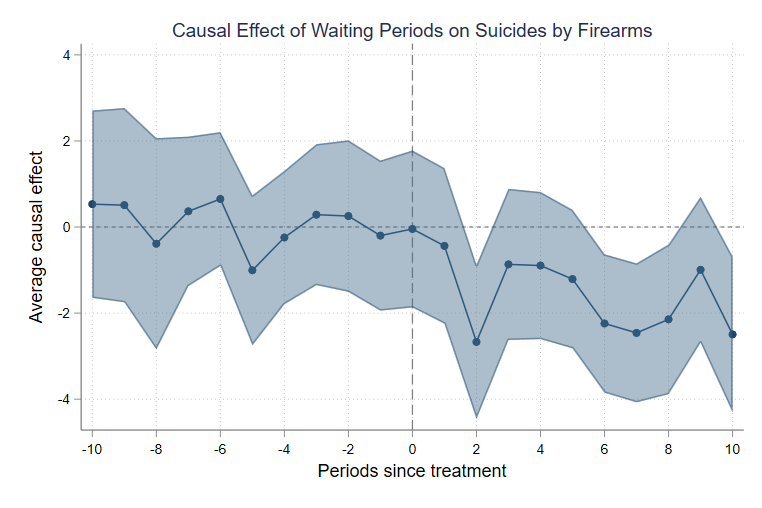 Causal Effect of Waiting Periods on Suicides by Firearms
4
2
0
-2
-4
Average causal effect
-10 -8 -6 -4 -2 0 2 4 6 8 10
Periods since treatment